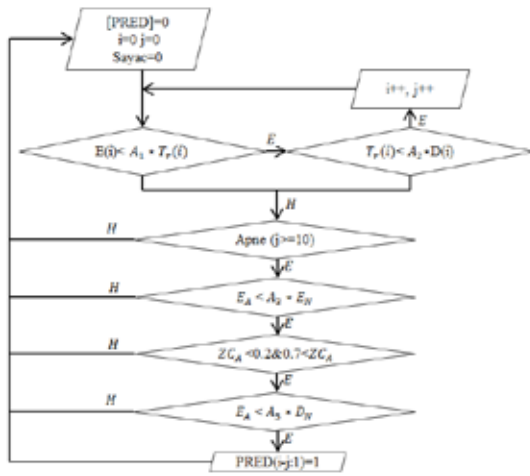 [PRED]=0
i=0 j=0
Sayac=0
i++, j++
E
E(i)< A₁ * Tᵣ(i)
E
Tᵣ(i)< A₂*D(i)
H
H
Apne (j>=10)
E
H
E_A < A₃ * E_N
E
H
ZC_A <0.2&0.7<ZC_A
E
H
E_A < A₅ * D_N
E
PRED(i-j:1)=1